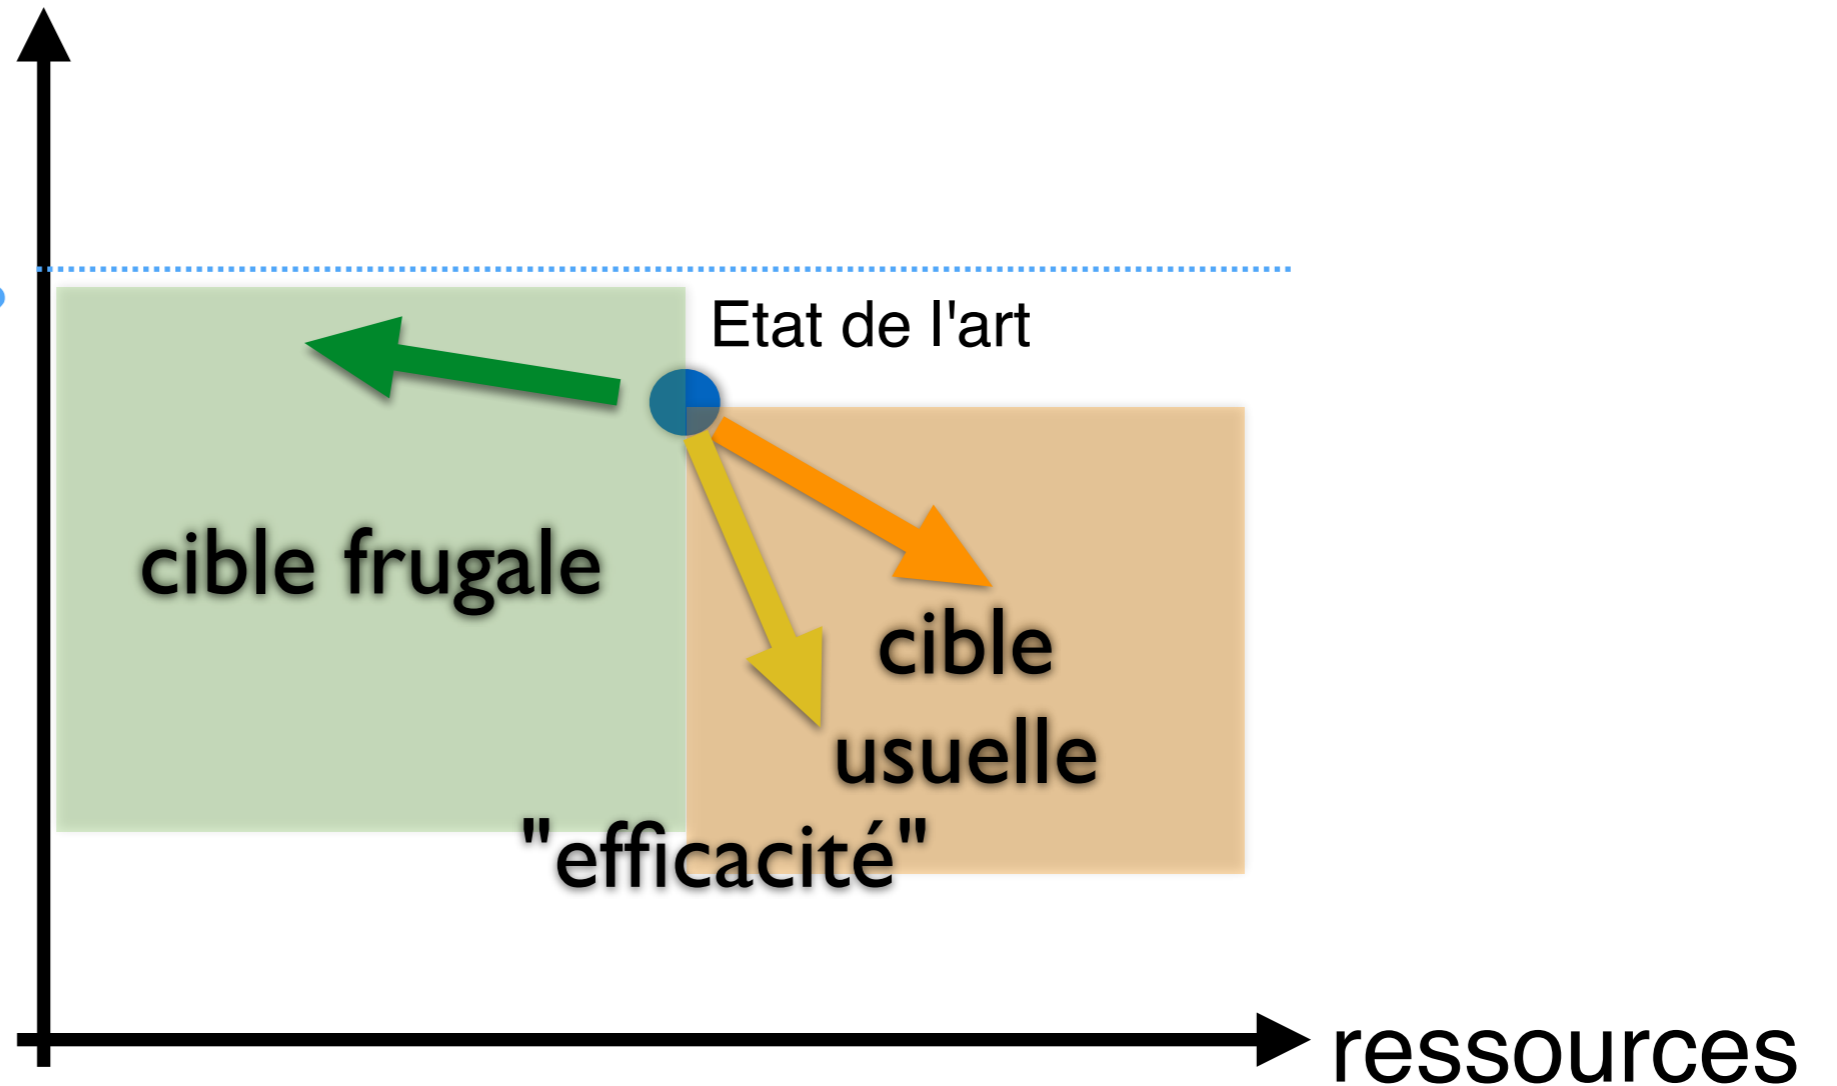 Etat de l'art
cible frugale
cible
usuelle
"efficacité"
ressources